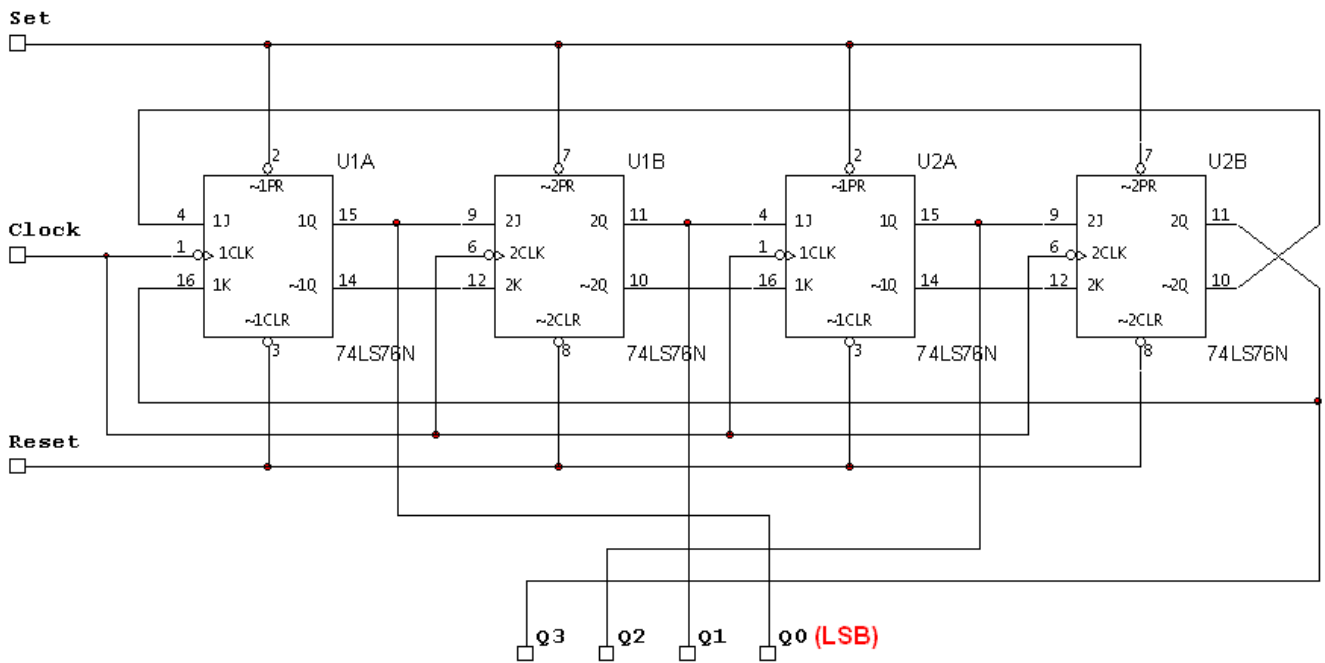 Set
2 U1A 7 U1B 2 U2A 7 U2B
~1PR ~2PR ~1PR ~2PR
4 1J 1Q 15 9 2J 2Q 11 4 1J 1Q 15 9 2J 2Q 11
Clock
1 1CLK 6 2CLK 1 1CLK 6 2CLK
16 1K ~1Q 14 12 2K ~2Q 10 16 1K ~1Q 14 12 2K ~2Q 10
~1CLR ~2CLR ~1CLR ~2CLR
3 74LS76N 8 74LS76N 3 74LS76N 8 74LS76N
Reset
Q3 Q2 Q1 Q0 (LSB)